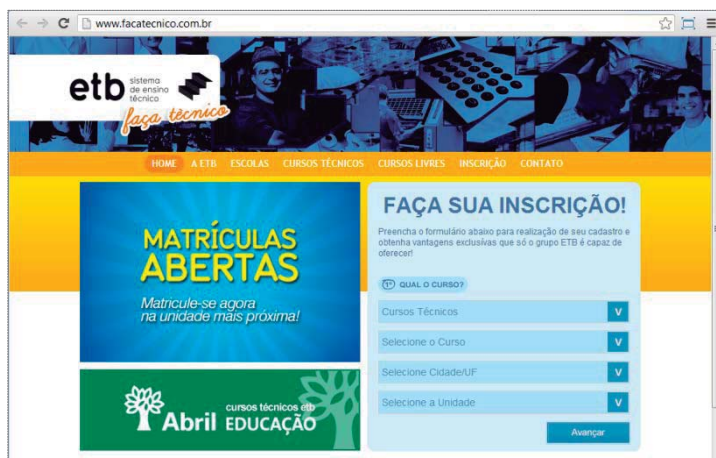 www.facatecnico.com.br
etb sistema
de ensino
técnico
faça técnico
HOME A ETB ESCOLAS CURSOS TÉCNICOS CURSOS LIVRES INSCRIÇÃO CONTATO
MATRÍCULAS
ABERTAS
Matricule-se agora
na unidade mais próxima!
Abril EDUCAÇÃO
cursos técnicos etb
FAÇA SUA INSCRIÇÃO!
Preencha o formulário abaixo para realização de seu cadastro e
obtenha vantagens exclusivas que só o grupo ETB é capaz de
oferecer!
1º QUAL O CURSO?
Cursos Técnicos V
Selecione o Curso V
Selecione Cidade/UF V
Selecione a Unidade V
Avançar